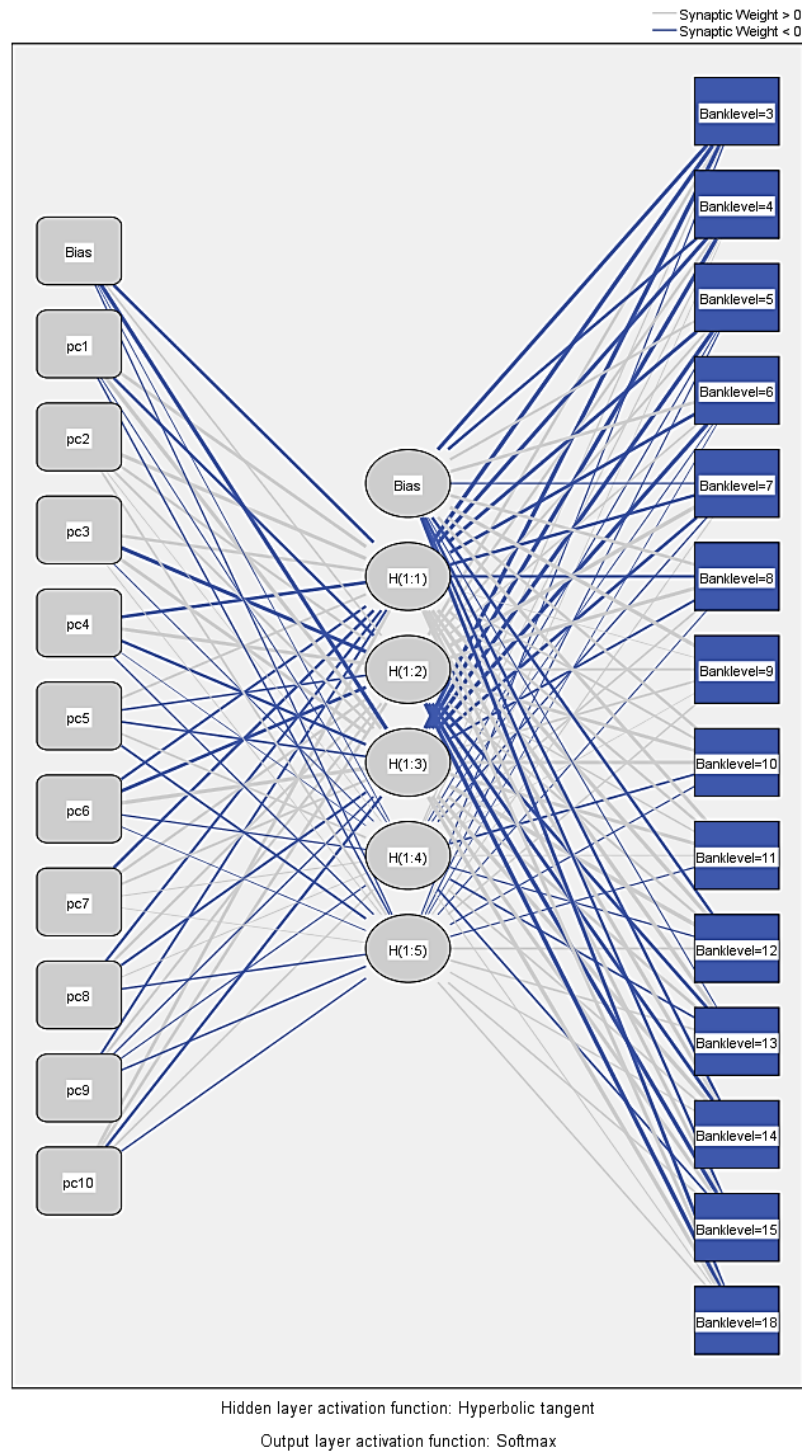 Synaptic Weight > 0
Synaptic Weight < 0
Bias
pc1
pc2
pc3
pc4
pc5
pc6
pc7
pc8
pc9
pc10
Bias
H(1:1)
H(1:2)
H(1:3)
H(1:4)
H(1:5)
Banklevel=3
Banklevel=4
Banklevel=5
Banklevel=6
Banklevel=7
Banklevel=8
Banklevel=9
Banklevel=10
Banklevel=11
Banklevel=12
Banklevel=13
Banklevel=14
Banklevel=15
Banklevel=18
Hidden layer activation function: Hyperbolic tangent
Output layer activation function: Softmax